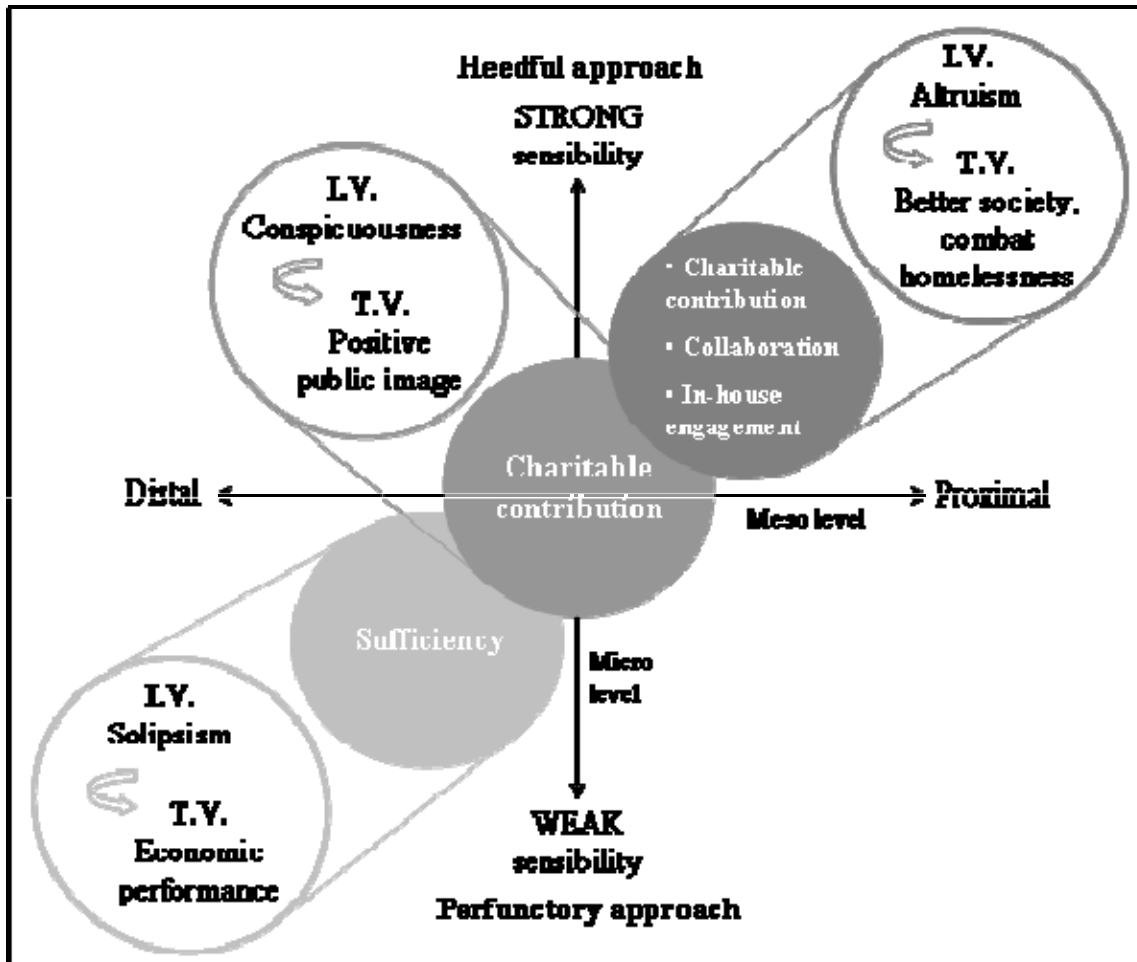 Heedful approach
STRONG
sensibility
I.V.
Altruism
T.V.
Better society,
combat
homelessness
I.V.
Conspicuousness
T.V.
Positive
public image
• Charitable
contribution
• Collaboration
• In-house
engagement
Charitable
contribution
Distal
Meso level
Proximal
Sufficiency
Micro
level
I.V.
Solipsism
T.V.
Economic
performance
WEAK
sensibility
Perfunctory approach